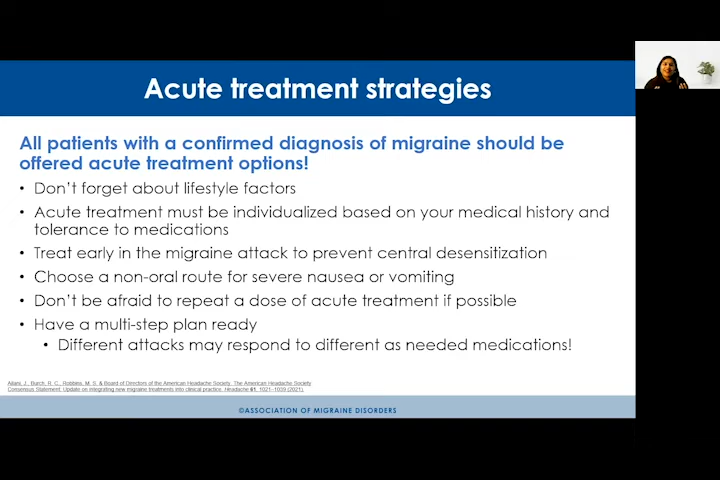 Acute treatment strategies
All patients with a confirmed diagnosis of migraine should be
offered acute treatment options!
• Don't forget about lifestyle factors
• Acute treatment must be individualized based on your medical history and
tolerance to medications
• Treat early in the migraine attack to prevent central desensitization
• Choose a non-oral route for severe nausea or vomiting
• Don't be afraid to repeat a dose of acute treatment if possible
• Have a multi-step plan ready
• Different attacks may respond to different as needed medications!
Ailani, J., Burch, R. C., Robbins, M. S. & Board of Directors of the American Headache Society. The American Headache Society
Consensus Statement: Update on integrating new migraine treatments into clinical practice. Headache 61, 1021–1039 (2021).
©ASSOCIATION OF MIGRAINE DISORDERS